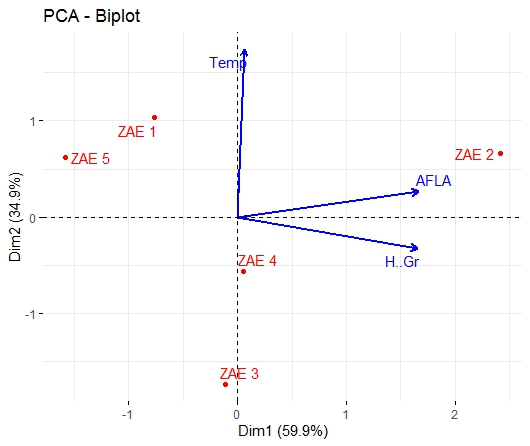 PCA - Biplot
Temp
ZAE 1
ZAE 5
ZAE 2
AFLA
H..Gr
ZAE 4
ZAE 3
1
0
-1
Dim2 (34.9%)
-1
0
1
2
Dim1 (59.9%)